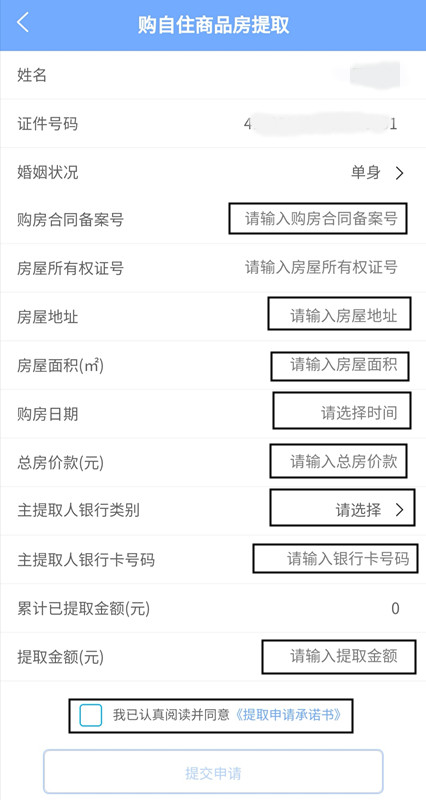 购自住商品房提取
姓名
证件号码 4 1
婚姻状况 单身
购房合同备案号 请输入购房合同备案号
房屋所有权证号 请输入房屋所有权证号
房屋地址 请输入房屋地址
房屋面积(㎡) 请输入房屋面积
购房日期 请选择时间
总房价款(元) 请输入总房价款
主提取人银行类别 请选择
主提取人银行卡号码 请输入银行卡号码
累计已提取金额(元) 0
提取金额(元) 请输入提取金额
我已认真阅读并同意《提取申请承诺书》
提交申请